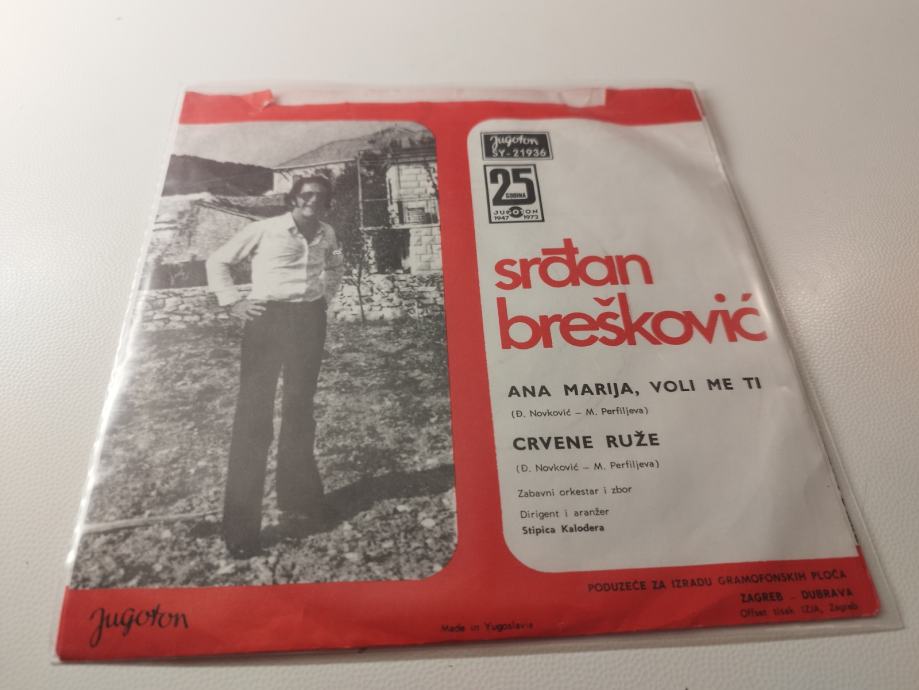 Jugoton
SY-21936
25
GODINA
JUGOTON
1947 1972
srđan
brešković
ANA MARIJA, VOLI ME TI
(Đ. Novković – M. Perfiljeva)
CRVENE RUŽE
(Đ. Novković – M. Perfiljeva)
Zabavni orkestar i zbor
Dirigent i aranžer
Stipica Kalogera
PODUZEĆE ZA IZRADU GRAMOFONSKIH PLOČA
ZAGREB - DUBRAVA
Offset tisak IZJA, Zagreb
Jugoton
Made in Yugoslavia